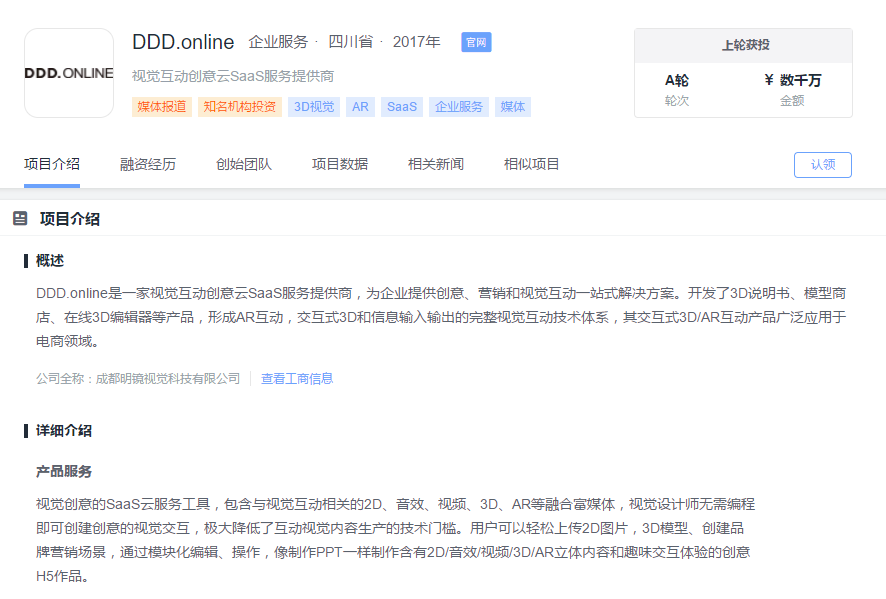 DDD.ONLINE
DDD.online 企业服务 · 四川省 · 2017年 官网
视觉互动创意云SaaS服务提供商
媒体报道 知名机构投资 3D视觉 AR SaaS 企业服务 媒体
上轮获投
A轮 ¥ 数千万
轮次 金额
项目介绍 融资经历 创始团队 项目数据 相关新闻 相似项目 认领
项目介绍
概述
DDD.online是一家视觉互动创意云SaaS服务提供商，为企业提供创意、营销和视觉互动一站式解决方案。开发了3D说明书、模型商
店、在线3D编辑器等产品，形成AR互动，交互式3D和信息输入输出的完整视觉互动技术体系，其交互式3D/AR互动产品广泛应用于
电商领域。
公司全称：成都明镜视觉科技有限公司 查看工商信息
详细介绍
产品服务
视觉创意的SaaS云服务工具，包含与视觉互动相关的2D、音效、视频、3D、AR等融合富媒体，视觉设计师无需编程
即可创建创意的视觉交互，极大降低了互动视觉内容生产的技术门槛。用户可以轻松上传2D图片，3D模型、创建品
牌营销场景，通过模块化编辑、操作，像制作PPT一样制作含有2D/音效/视频/3D/AR立体内容和趣味交互体验的创意
H5作品。